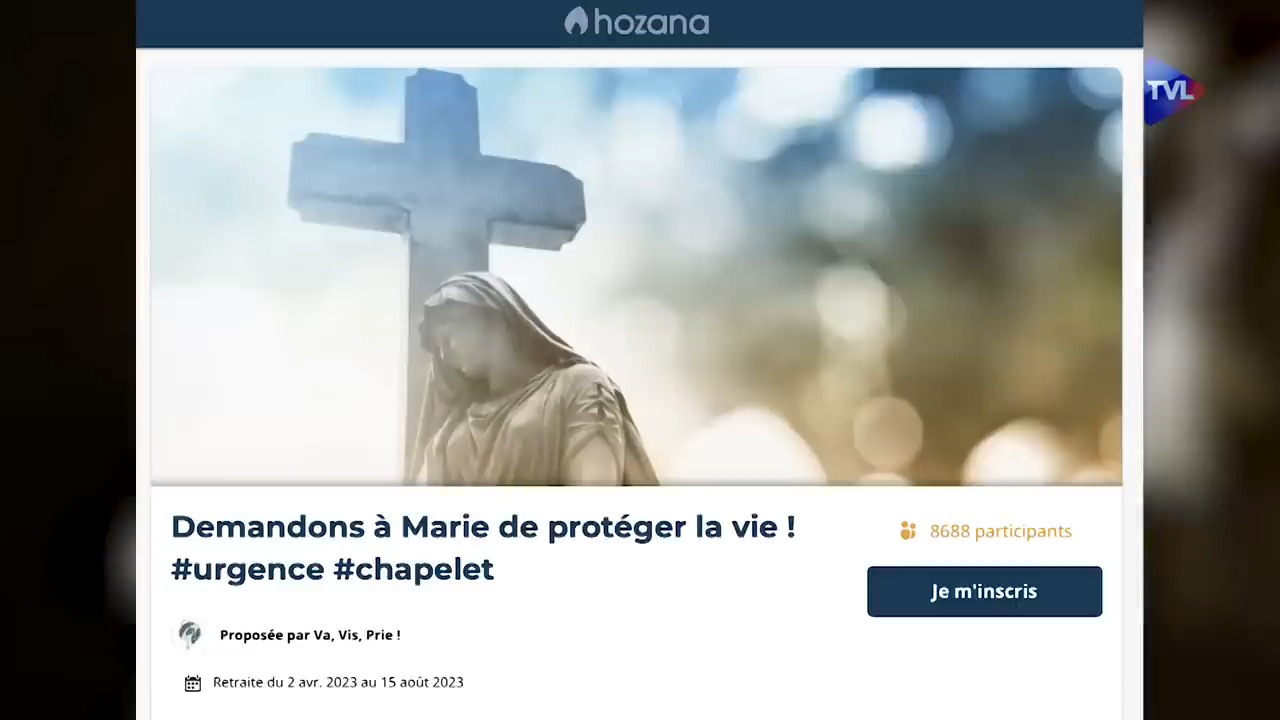 hozana
TVL
Demandons à Marie de protéger la vie !
#urgence #chapelet
8688 participants
Je m'inscris
Proposée par Va, Vis, Prie !
Retraite du 2 avr. 2023 au 15 août 2023